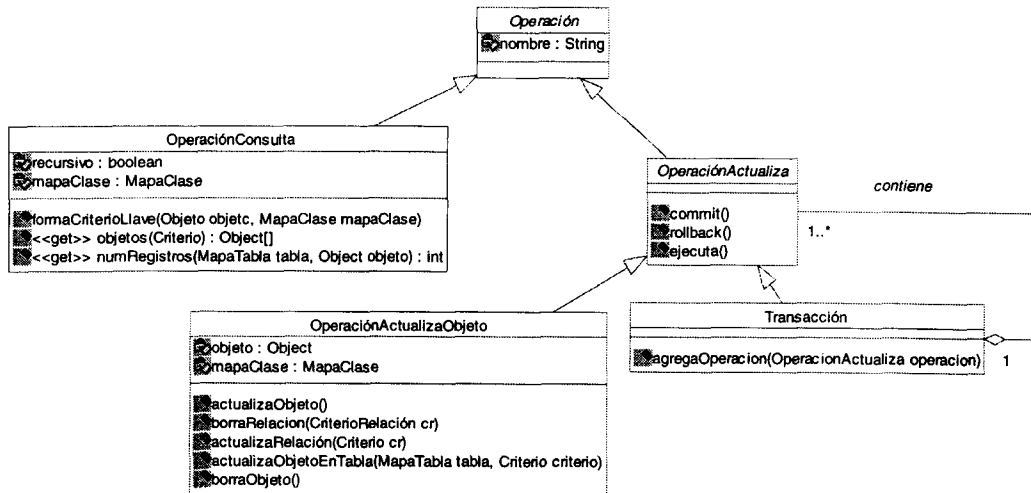 Operación
nombre : String
OperaciónConsulta
recursivo : boolean
mapaClase : MapaClase
formaCriterioLlave(Objeto objetc, MapaClase mapaClase)
<<get>> objetos(Criterio) : Object[]
<<get>> numRegistros(MapaTabla tabla, Object objeto) : int
OperaciónActualiza
commit()
rollback()
ejecuta()
contiene
1..*
OperaciónActualizaObjeto
objeto : Object
mapaClase : MapaClase
actualizaObjeto()
borraRelacion(CriterioRelación cr)
actualizaRelación(Criterio cr)
actualizaObjetoEnTabla(MapaTabla tabla, Criterio criterio)
borraObjeto()
Transacción
agregaOperacion(OperacionActualiza operacion)
1